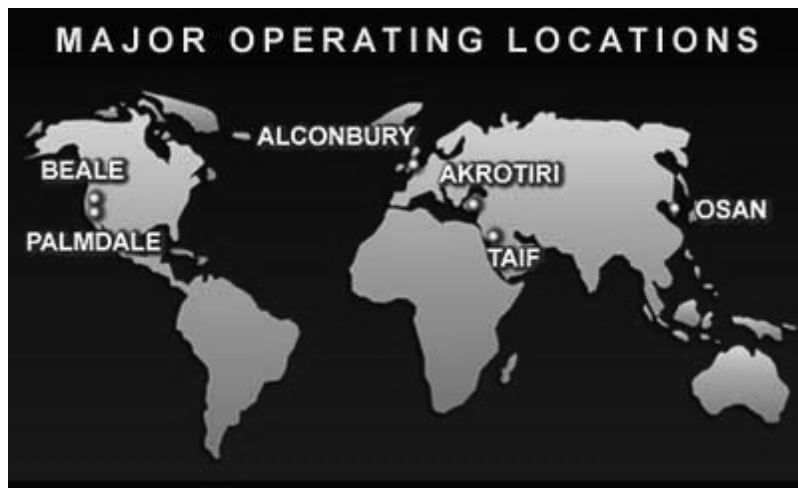 MAJOR OPERATING LOCATIONS
ALCONBURY
BEALE
AKROTIRI
OSAN
PALMDALE
TAIF